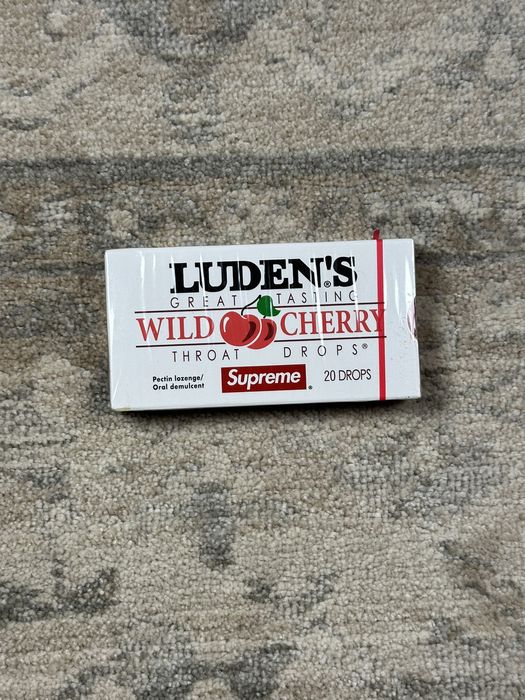 LUDEN'S®
GREAT TASTING
WILD CHERRY
THROAT DROPS®
Pectin lozenge/
Oral demulcent
Supreme®
20 DROPS